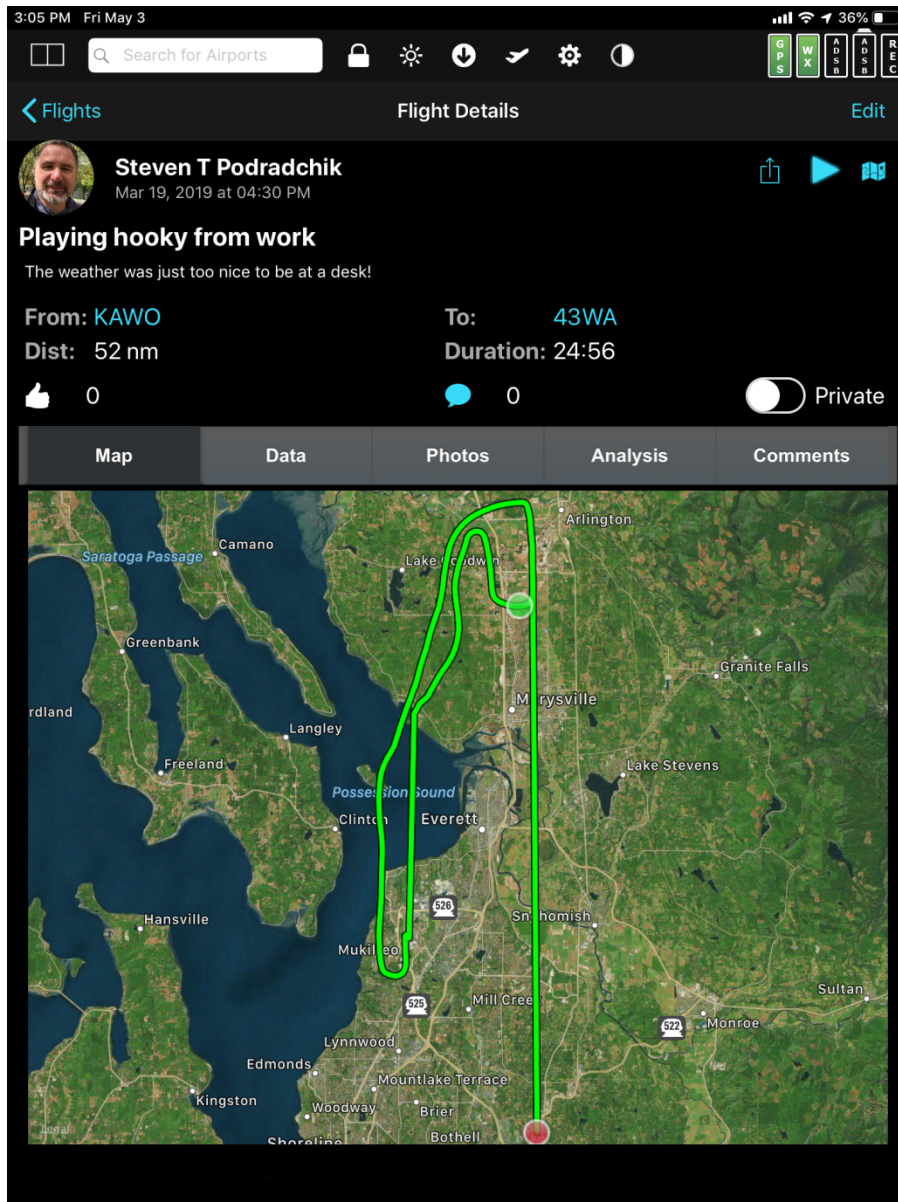 3:05 PM Fri May 3
36%
Search for Airports
GPS
WX
ADSB
ADSB
REC
Flights
Flight Details
Edit
Steven T Podradchik
Mar 19, 2019 at 04:30 PM
Playing hooky from work
The weather was just too nice to be at a desk!
From: KAWO To: 43WA
Dist: 52 nm Duration: 24:56
0 0 Private
Map Data Photos Analysis Comments
Arlington
Saratoga Passage
Camano
Lake Goodwin
Greenbank
Granite Falls
Marysville
rdland
Langley
Freeland
Lake Stevens
Possession Sound
Clinton
Everett
526
Hansville
Snohomish
Mukilteo
Sultan
525
Mill Creek
522
Monroe
Lynnwood
Edmonds
Mountlake Terrace
Kingston
Woodway
Brier
Legal
Shoreline
Bothell